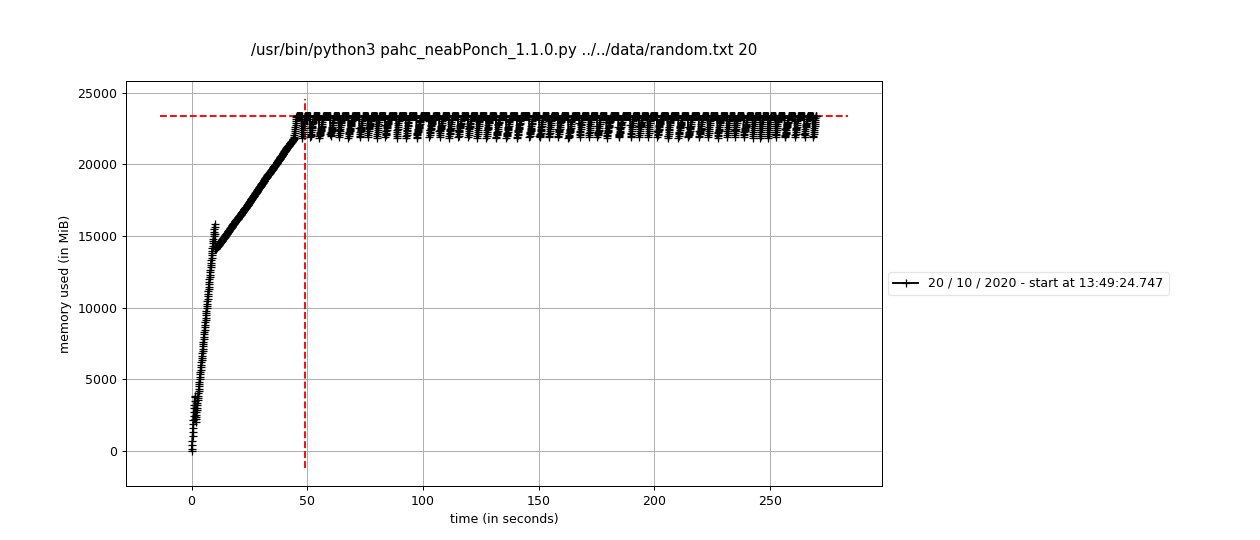 /usr/bin/python3 pahc_neabPonch_1.1.0.py ../../data/random.txt 20
25000
20000
15000
10000
5000
0
memory used (in MiB)
0 50 100 150 200 250
time (in seconds)
20 / 10 / 2020 - start at 13:49:24.747